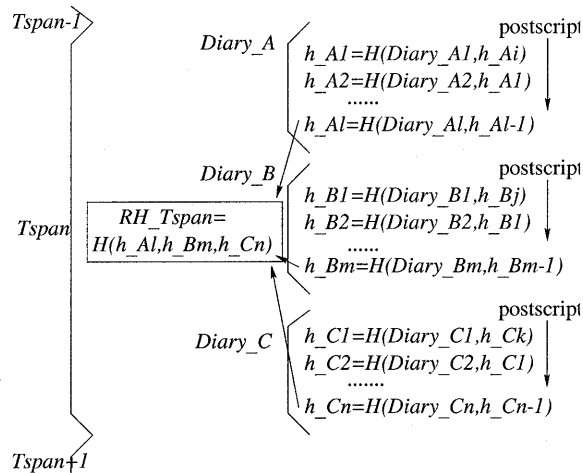 Tspan-1
postscript
Diary_A
h_A1=H(Diary_A1,h_Ai)
h_A2=H(Diary_A2,h_A1)
......
h_Al=H(Diary_Al,h_Al-1)
postscript
Diary_B
h_B1=H(Diary_B1,h_Bj)
h_B2=H(Diary_B2,h_B1)
......
h_Bm=H(Diary_Bm,h_Bm-1)
Tspan
RH_Tspan=
H(h_Al,h_Bm,h_Cn)
postscript
Diary_C
h_C1=H(Diary_C1,h_Ck)
h_C2=H(Diary_C2,h_C1)
.......
h_Cn=H(Diary_Cn,h_Cn-1)
Tspan+1